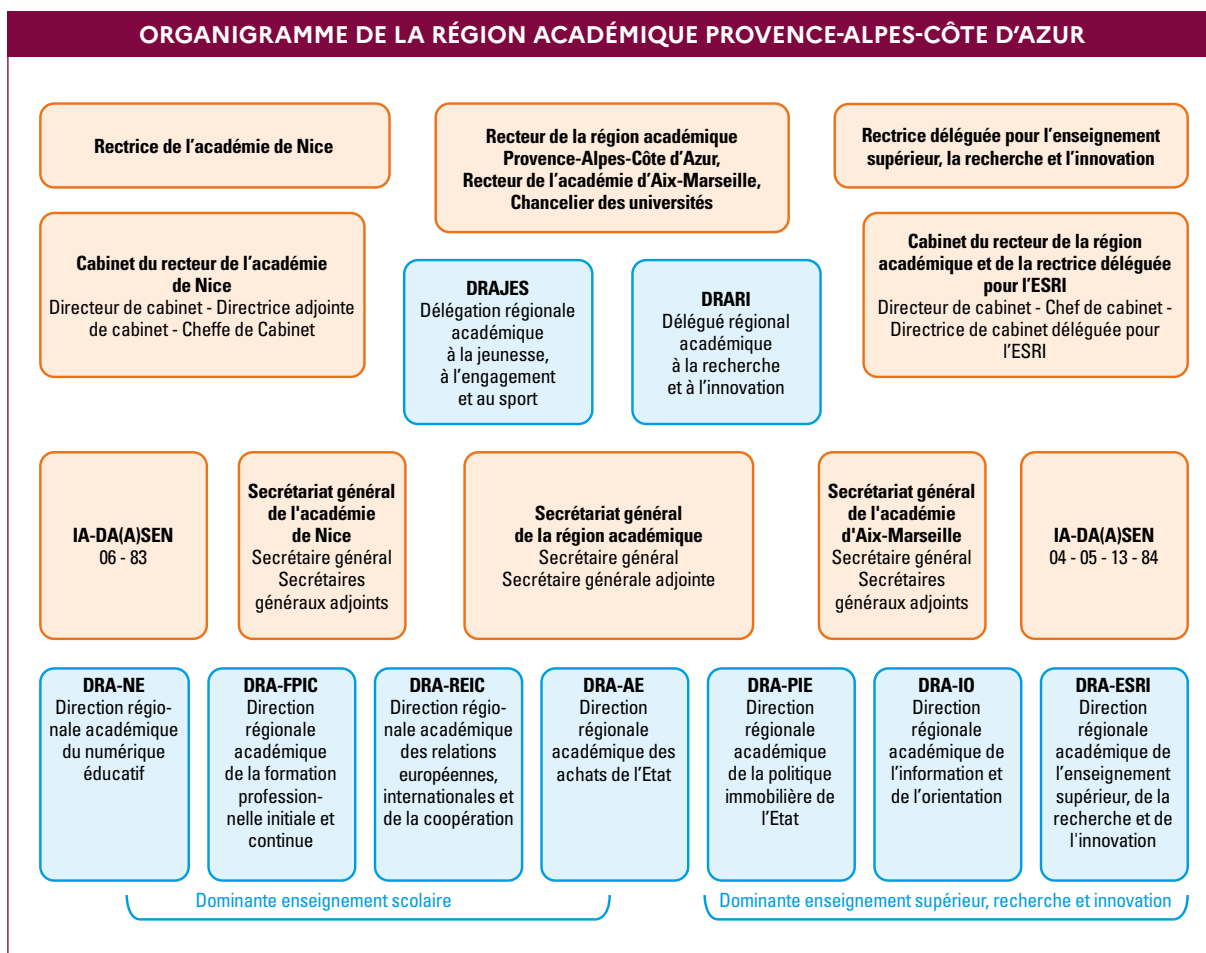 ORGANIGRAMME DE LA RÉGION ACADÉMIQUE PROVENCE-ALPES-CÔTE D’AZUR
Rectrice de l’académie de Nice
Recteur de la région académique
Provence-Alpes-Côte d’Azur,
Recteur de l’académie d’Aix-Marseille,
Chancelier des universités
Rectrice déléguée pour l’enseignement
supérieur, la recherche et l’innovation
Cabinet du recteur de l’académie
de Nice
Directeur de cabinet - Directrice adjointe
de cabinet - Cheffe de Cabinet
DRAJES
Délégation régionale
académique
à la jeunesse,
à l’engagement
et au sport
DRARI
Délégué régional
académique
à la recherche
et à l’innovation
Cabinet du recteur de la région
académique et de la rectrice déléguée
pour l’ESRI
Directeur de cabinet - Chef de cabinet -
Directrice de cabinet déléguée pour
l’ESRI
IA-DA(A)SEN
06 - 83
Secrétariat général
de l'académie
de Nice
Secrétaire général
Secrétaires
généraux adjoints
Secrétariat général
de la région académique
Secrétaire général
Secrétaire générale adjointe
Secrétariat général
de l'académie
d'Aix-Marseille
Secrétaire général
Secrétaires
généraux adjoints
IA-DA(A)SEN
04 - 05 - 13 - 84
DRA-NE
Direction régio-
nale académique
du numérique
éducatif
DRA-FPIC
Direction
régionale
académique
de la formation
profession-
nelle initiale et
continue
DRA-REIC
Direction régio-
nale académique
des relations
européennes,
internationales et
de la coopération
DRA-AE
Direction
régionale
académique des
achats de l’Etat
DRA-PIE
Direction
régionale
académique
de la politique
immobilière de
l’Etat
DRA-IO
Direction
régionale
académique de
l’information et
de l’orientation
DRA-ESRI
Direction
régionale
académique de
l’enseignement
supérieur, de la
recherche et de
l'innovation
Dominante enseignement scolaire
Dominante enseignement supérieur, recherche et innovation